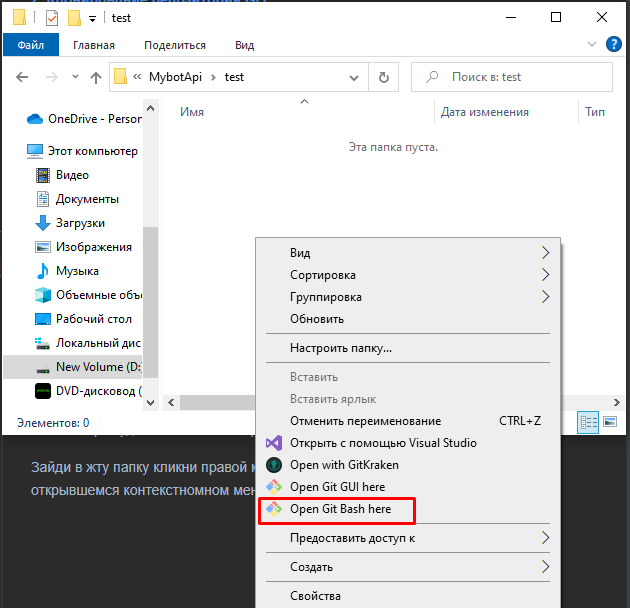 test
Файл
Главная
Поделиться
Вид
« MybotApi > test
Поиск в: test
Имя
Дата изменения
Тип
Эта папка пуста.
OneDrive - Person
Этот компьютер
Видео
Документы
Загрузки
Изображения
Музыка
Объемные объ
Рабочий стол
Локальный дис
New Volume (D:
DVD-дисковод (
Элементов: 0
Вид
Сортировка
Группировка
Обновить
Настроить папку...
Вставить
Вставить ярлык
Отменить переименование CTRL+Z
Открыть с помощью Visual Studio
Open with GitKraken
Open Git GUI here
Open Git Bash here
Предоставить доступ к
Создать
Свойства
Зайди в жту папку кликни правой к
открывшемся контекстномном мен